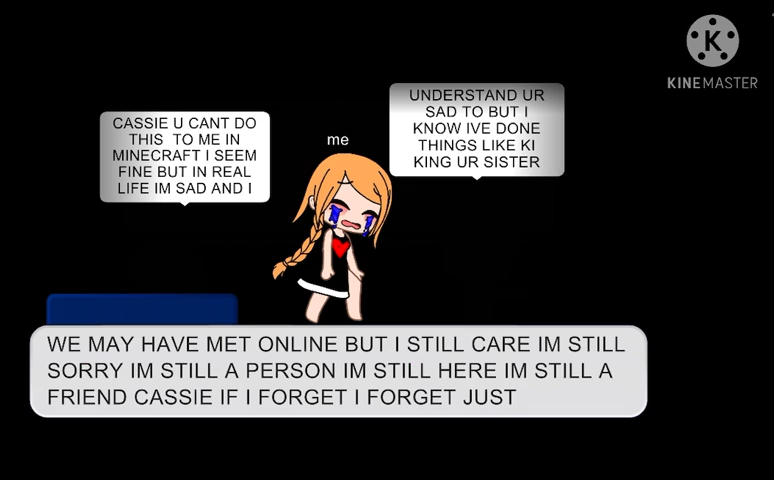 K
KINEMASTER
CASSIE U CANT DO
THIS TO ME IN
MINECRAFT I SEEM
FINE BUT IN REAL
LIFE IM SAD AND I
me
UNDERSTAND UR
SAD TO BUT I
KNOW IVE DONE
THINGS LIKE KI
KING UR SISTER
WE MAY HAVE MET ONLINE BUT I STILL CARE IM STILL
SORRY IM STILL A PERSON IM STILL HERE IM STILL A
FRIEND CASSIE IF I FORGET I FORGET JUST